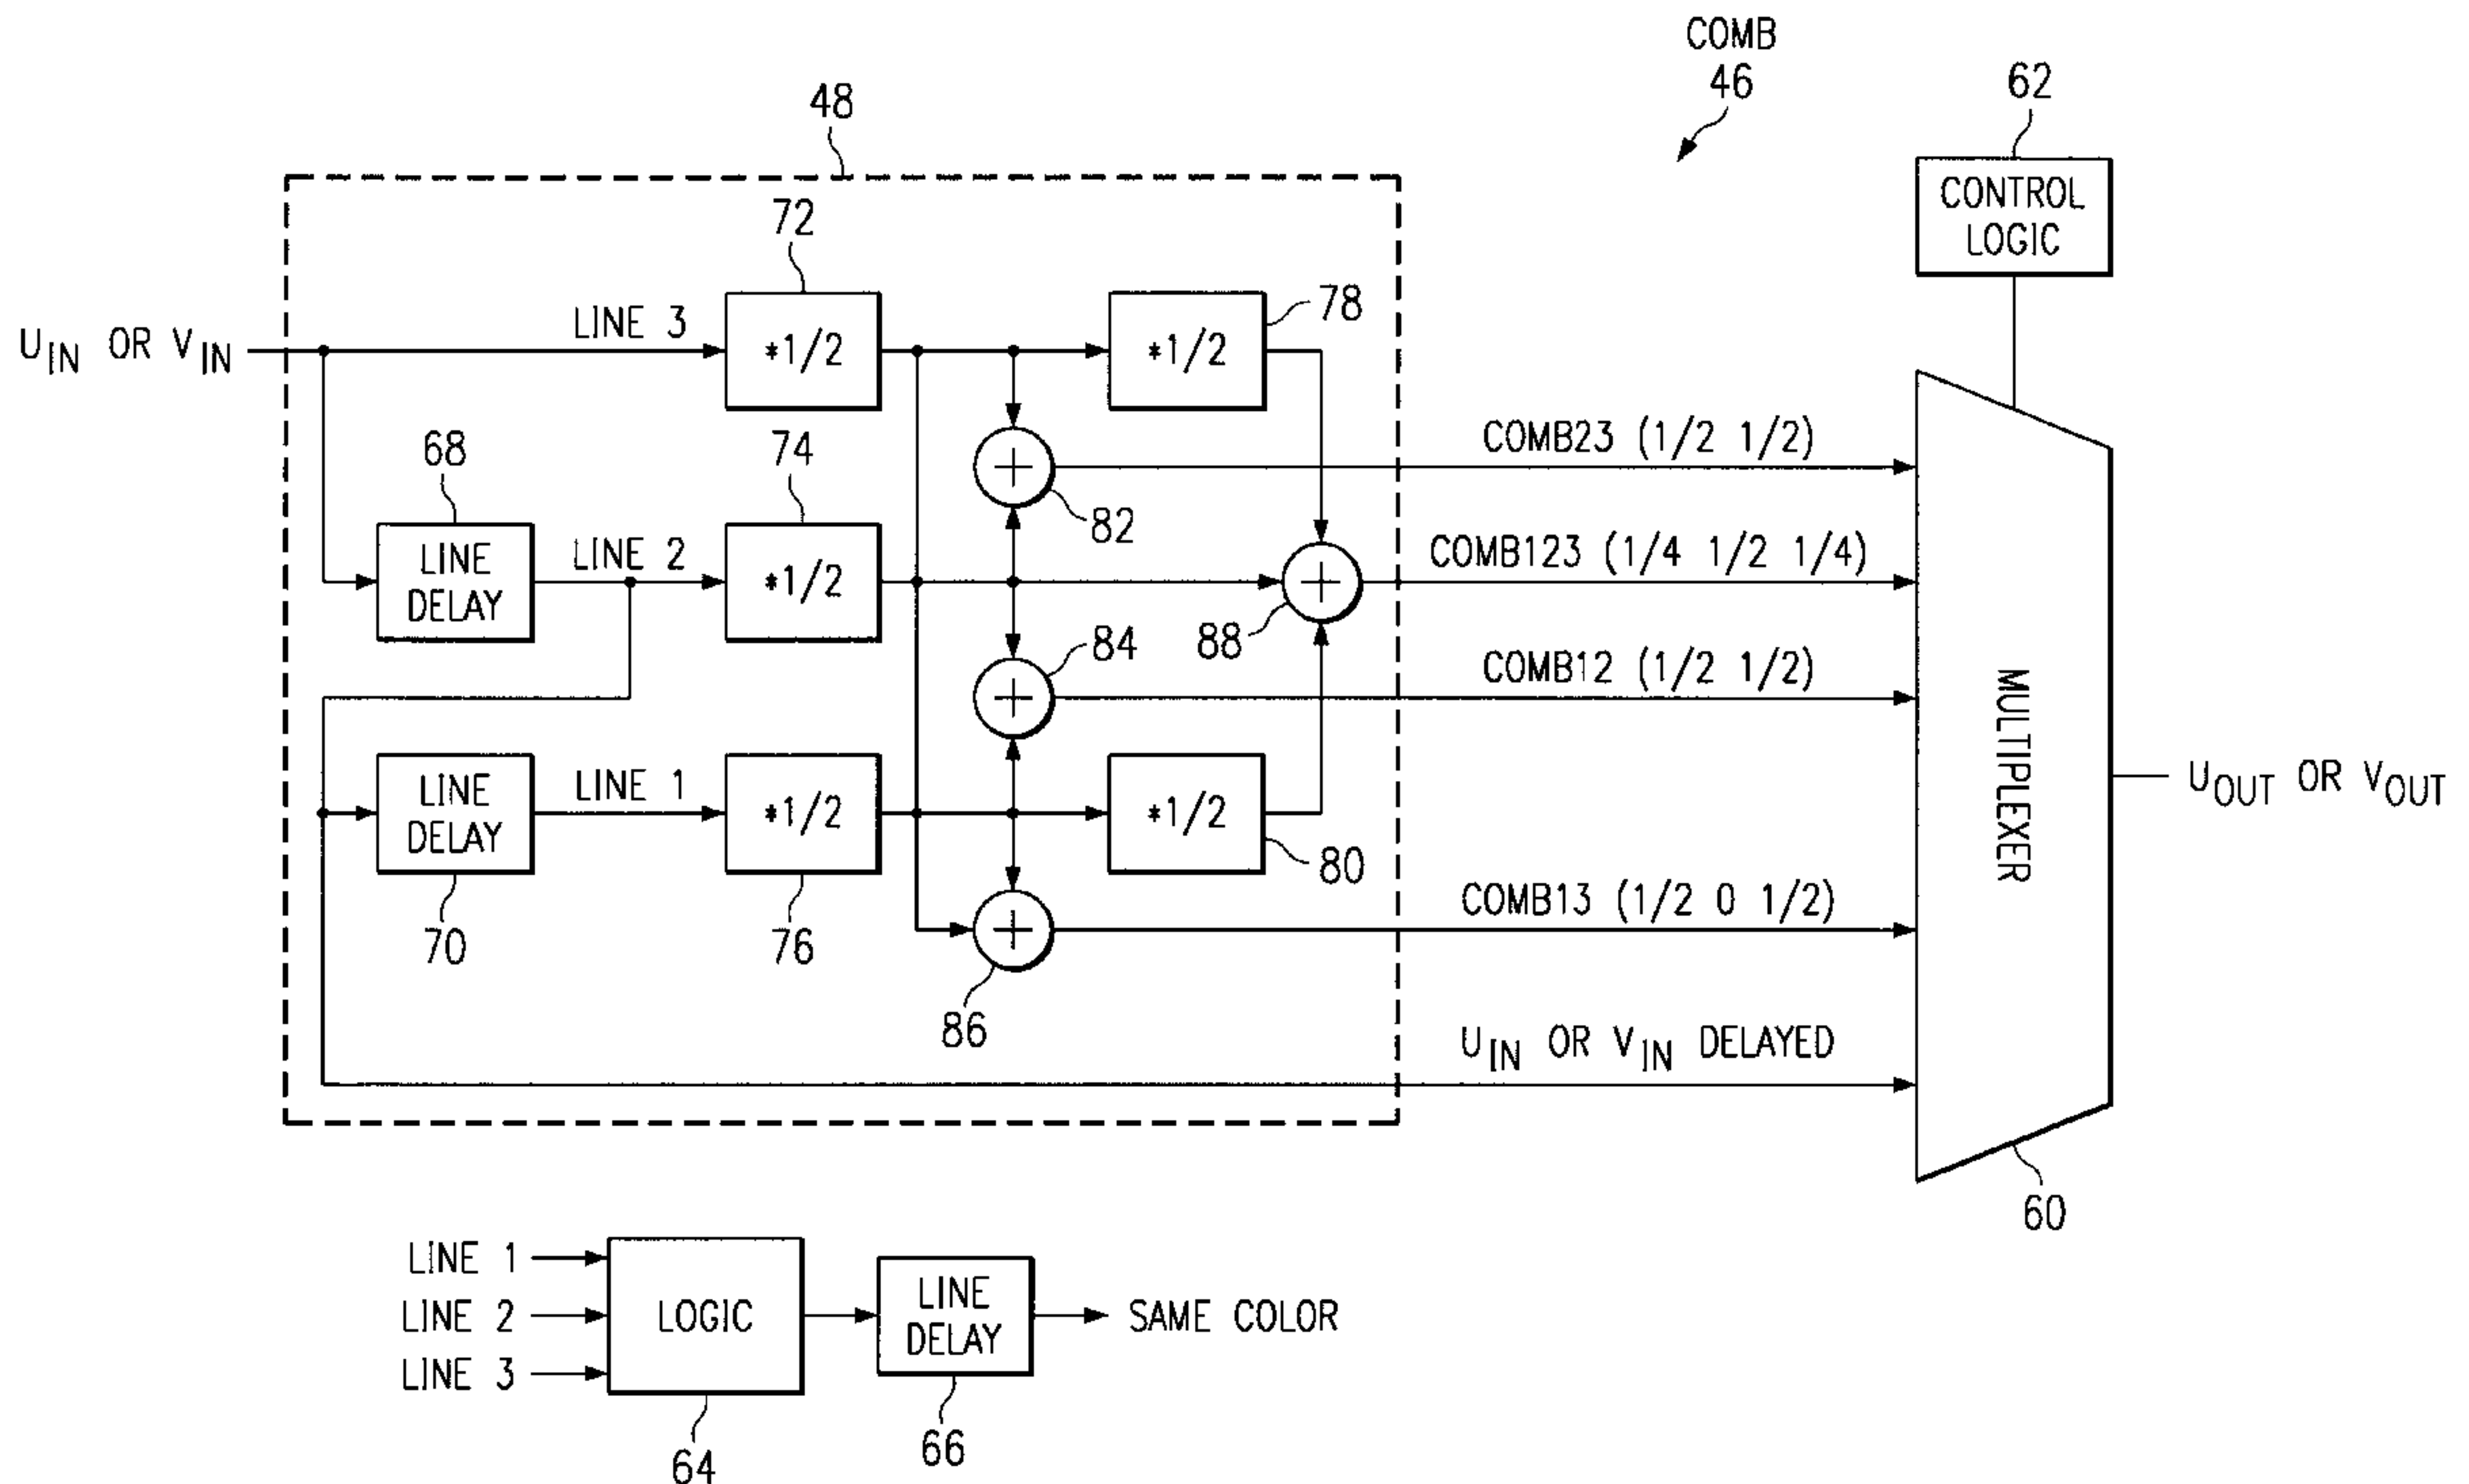 COMB
46
62
48
CONTROL
LOGIC
72
78
LINE 3
*1/2
*1/2
U_IN OR V_IN
COMB23 (1/2 1/2)
68
74
82
LINE
DELAY
LINE 2
*1/2
COMB123 (1/4 1/2 1/4)
84
88
COMB12 (1/2 1/2)
MULTIPLEXER
LINE
DELAY
LINE 1
*1/2
*1/2
U_OUT OR V_OUT
80
70
76
COMB13 (1/2 0 1/2)
86
U_IN OR V_IN DELAYED
60
LINE 1
LINE 2
LINE 3
LOGIC
LINE
DELAY
SAME COLOR
64
66